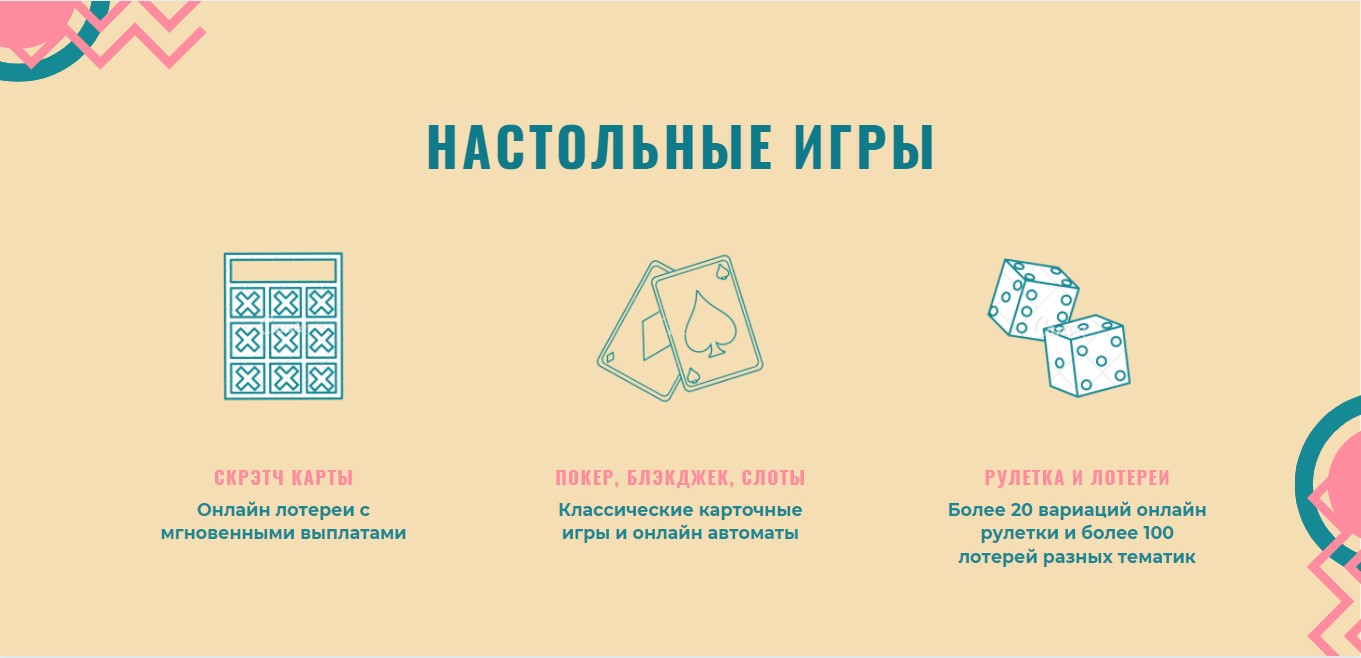 НАСТОЛЬНЫЕ ИГРЫ
СКРЭТЧ КАРТЫ
Онлайн лотереи с
мгновенными выплатами
ПОКЕР, БЛЭКДЖЕК, СЛОТЫ
Классические карточные
игры и онлайн автоматы
РУЛЕТКА И ЛОТЕРЕИ
Более 20 вариаций онлайн
рулетки и более 100
лотерей разных тематик